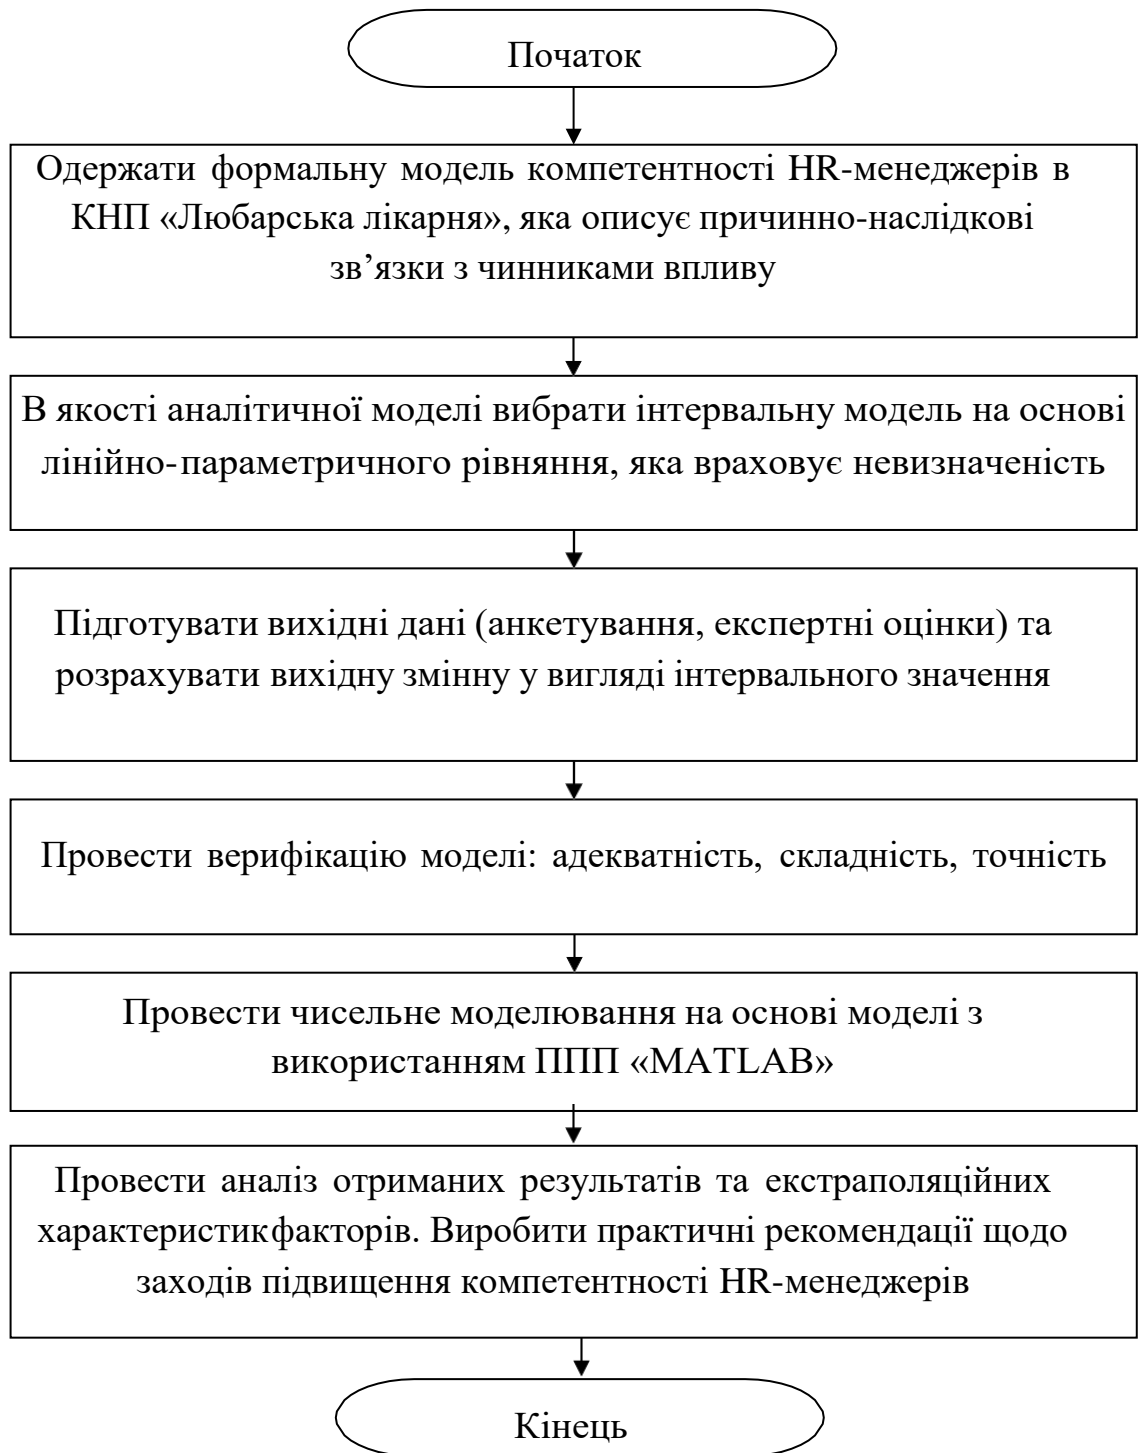 Початок
Одержати формальну модель компетентності HR-менеджерів в
КНП «Любарська лікарня», яка описує причинно-наслідкові
зв’язки з чинниками впливу
В якості аналітичної моделі вибрати інтервальну модель на основі
лінійно-параметричного рівняння, яка враховує невизначеність
Підготувати вихідні дані (анкетування, експертні оцінки) та
розрахувати вихідну змінну у вигляді інтервального значення
Провести верифікацію моделі: адекватність, складність, точність
Провести чисельне моделювання на основі моделі з
використанням ППП «MATLAB»
Провести аналіз отриманих результатів та екстраполяційних
характеристик факторів. Виробити практичні рекомендації щодо
заходів підвищення компетентності HR-менеджерів
Кінець